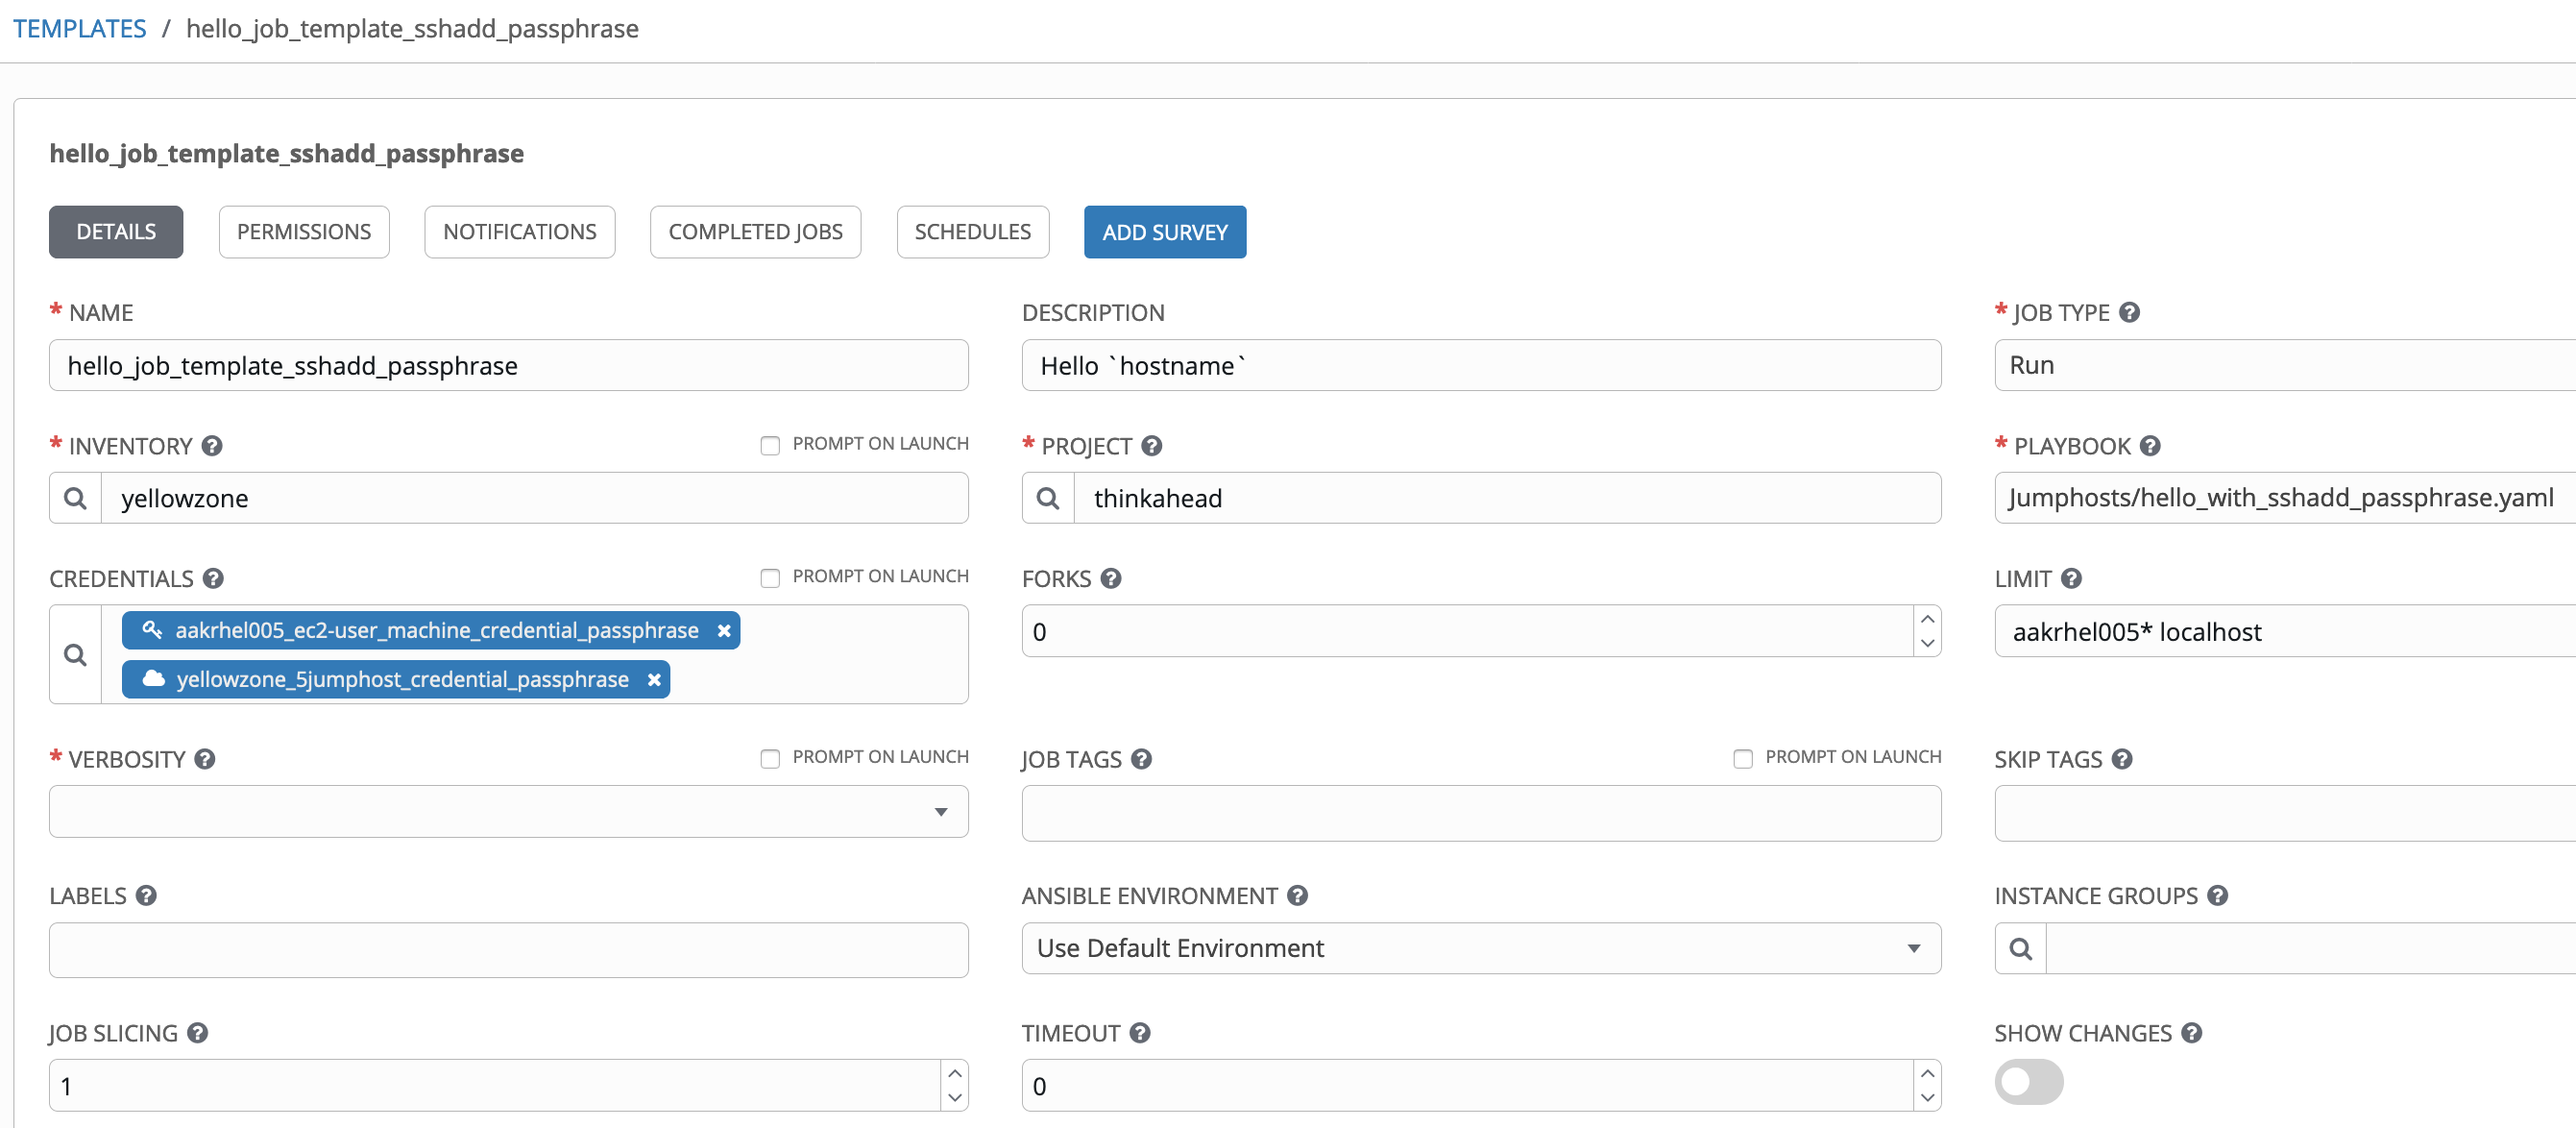 TEMPLATES / hello_job_template_sshadd_passphrase
hello_job_template_sshadd_passphrase
DETAILS PERMISSIONS NOTIFICATIONS COMPLETED JOBS SCHEDULES ADD SURVEY
* NAME DESCRIPTION * JOB TYPE ?
hello_job_template_sshadd_passphrase Hello `hostname` Run
* INVENTORY ? PROMPT ON LAUNCH * PROJECT ? * PLAYBOOK ?
yellowzone thinkahead Jumphosts/hello_with_sshadd_passphrase.yaml
CREDENTIALS ? PROMPT ON LAUNCH FORKS ? LIMIT ?
aakrhel005_ec2-user_machine_credential_passphrase × 0 aakrhel005* localhost
yellowzone_5jumphost_credential_passphrase ×
* VERBOSITY ? PROMPT ON LAUNCH JOB TAGS ? PROMPT ON LAUNCH SKIP TAGS ?
LABELS ? ANSIBLE ENVIRONMENT ? INSTANCE GROUPS ?
Use Default Environment
JOB SLICING ? TIMEOUT ? SHOW CHANGES ?
1 0